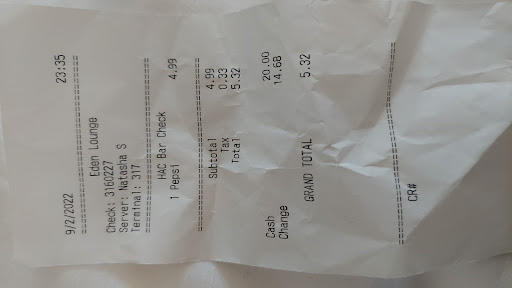 9/2/2022 23:35
================================
Eden Lounge
Check: 3160227
Server: Natasha S
Terminal: 317
================================
HAC Bar Check
1 Pepsi 4.99
================================
Subtotal 4.99
Tax 0.33
Total 5.32
Cash 20.00
Change 14.68
GRAND TOTAL 5.32
================================
CR#